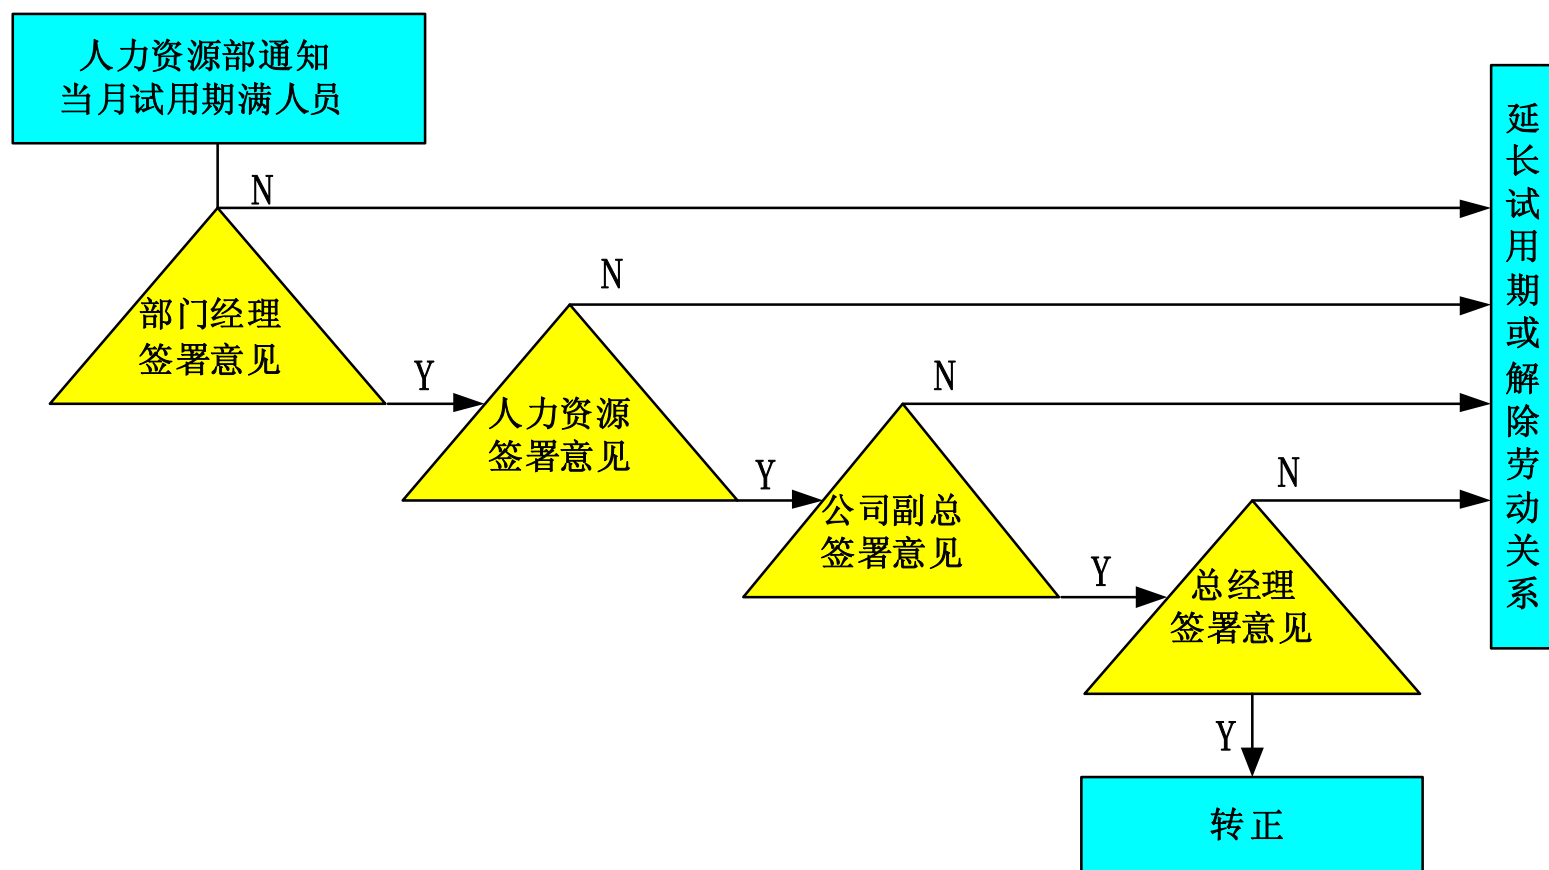 人力资源部通知
当月试用期满人员
N
部门经理
签署意见
Y
N
人力资源
签署意见
Y
N
公司副总
签署意见
Y
N
总经理
签署意见
Y
转正
延长试用期或解除劳动关系